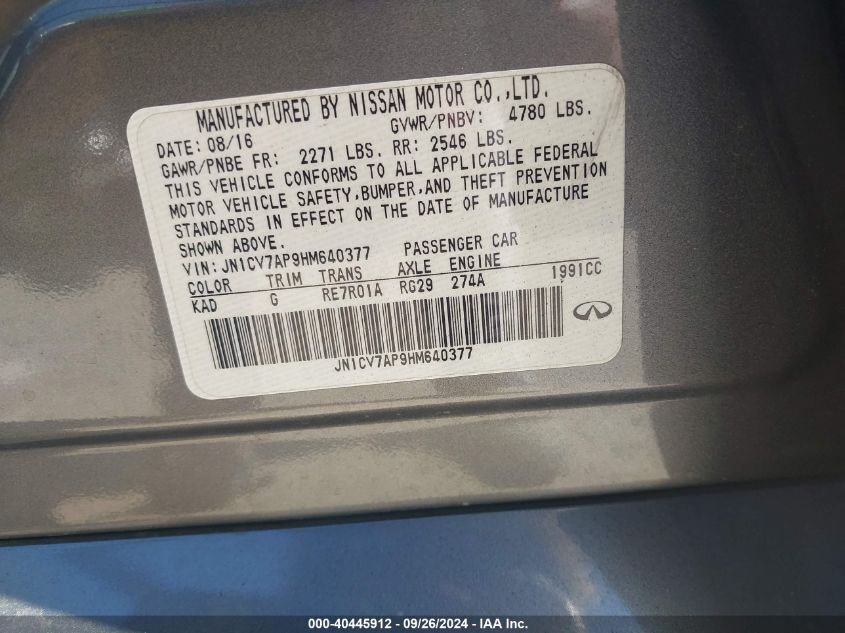 MANUFACTURED BY NISSAN MOTOR CO.,LTD.
DATE: 08/16 GVWR/PNBV: 4780 LBS.
GAWR/PNBE FR: 2271 LBS. RR: 2546 LBS.
THIS VEHICLE CONFORMS TO ALL APPLICABLE FEDERAL
MOTOR VEHICLE SAFETY,BUMPER,AND THEFT PREVENTION
STANDARDS IN EFFECT ON THE DATE OF MANUFACTURE
SHOWN ABOVE.
VIN: JN1CV7AP9HM640377 PASSENGER CAR
COLOR TRIM TRANS AXLE ENGINE
KAD G RE7R01A RG29 274A 1991CC
JN1CV7AP9HM640377
000-40445912 - 09/26/2024 - IAA Inc.